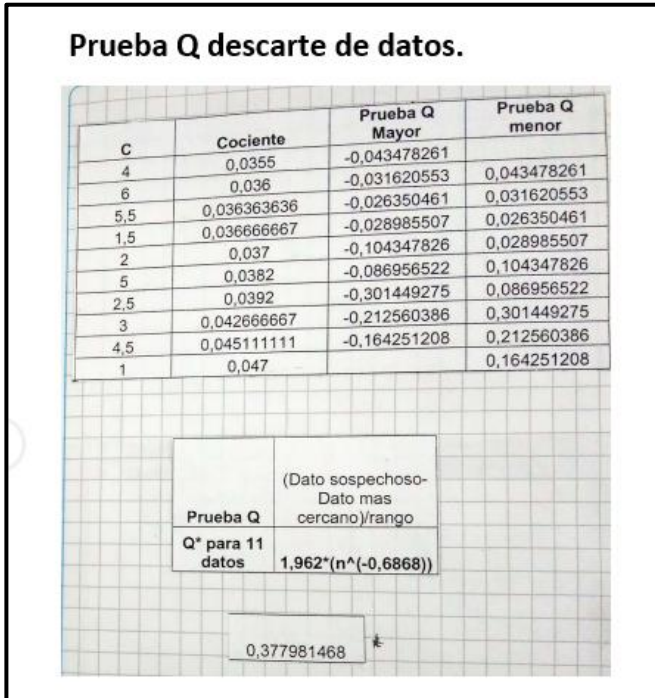 Prueba Q descarte de datos.
C Cociente Prueba Q Mayor Prueba Q menor
4 0,0355 -0,043478261
6 0,036 -0,031620553 0,043478261
5,5 0,036363636 -0,026350461 0,031620553
1,5 0,036666667 -0,028985507 0,026350461
2 0,037 -0,104347826 0,028985507
5 0,0382 -0,086956522 0,104347826
2,5 0,0392 -0,301449275 0,086956522
3 0,042666667 -0,212560386 0,301449275
4,5 0,045111111 -0,164251208 0,212560386
1 0,047 0,164251208
Prueba Q (Dato sospechoso-
Dato mas
cercano)/rango
Q* para 11
datos 1,962*(n^(-0,6868))
0,377981468